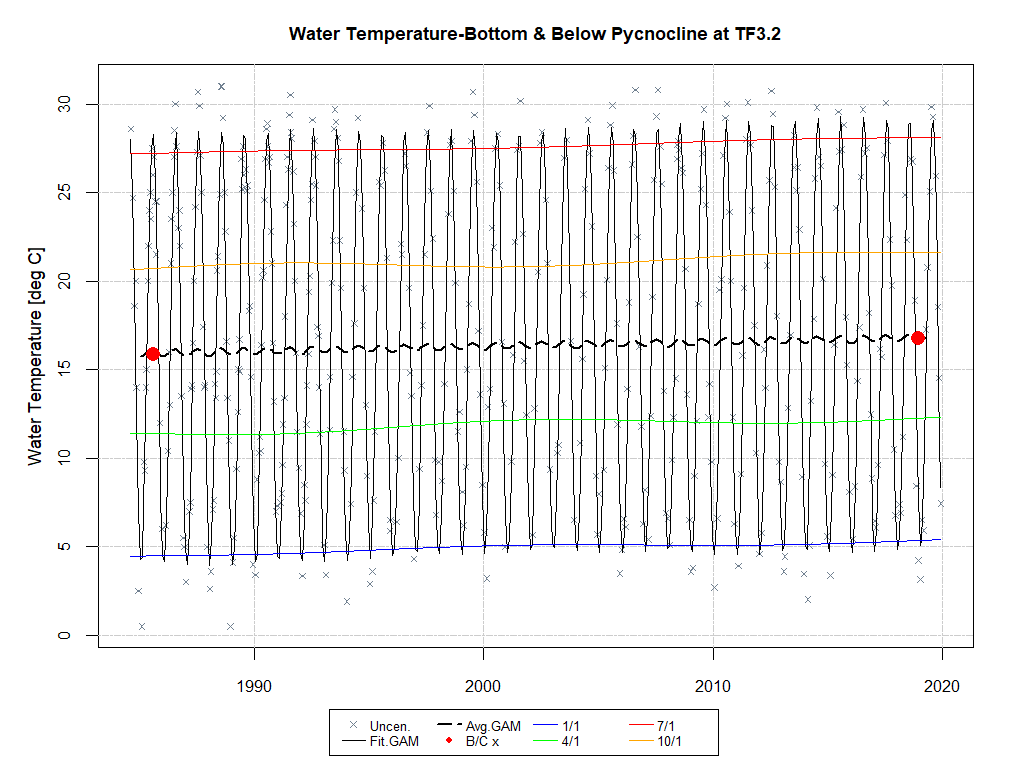 Water Temperature-Bottom & Below Pycnocline at TF3.2
Water Temperature [deg C]
30
25
20
15
10
5
0
1990 2000 2010 2020
Uncen. Avg.GAM 1/1 7/1
Fit.GAM B/C x 4/1 10/1